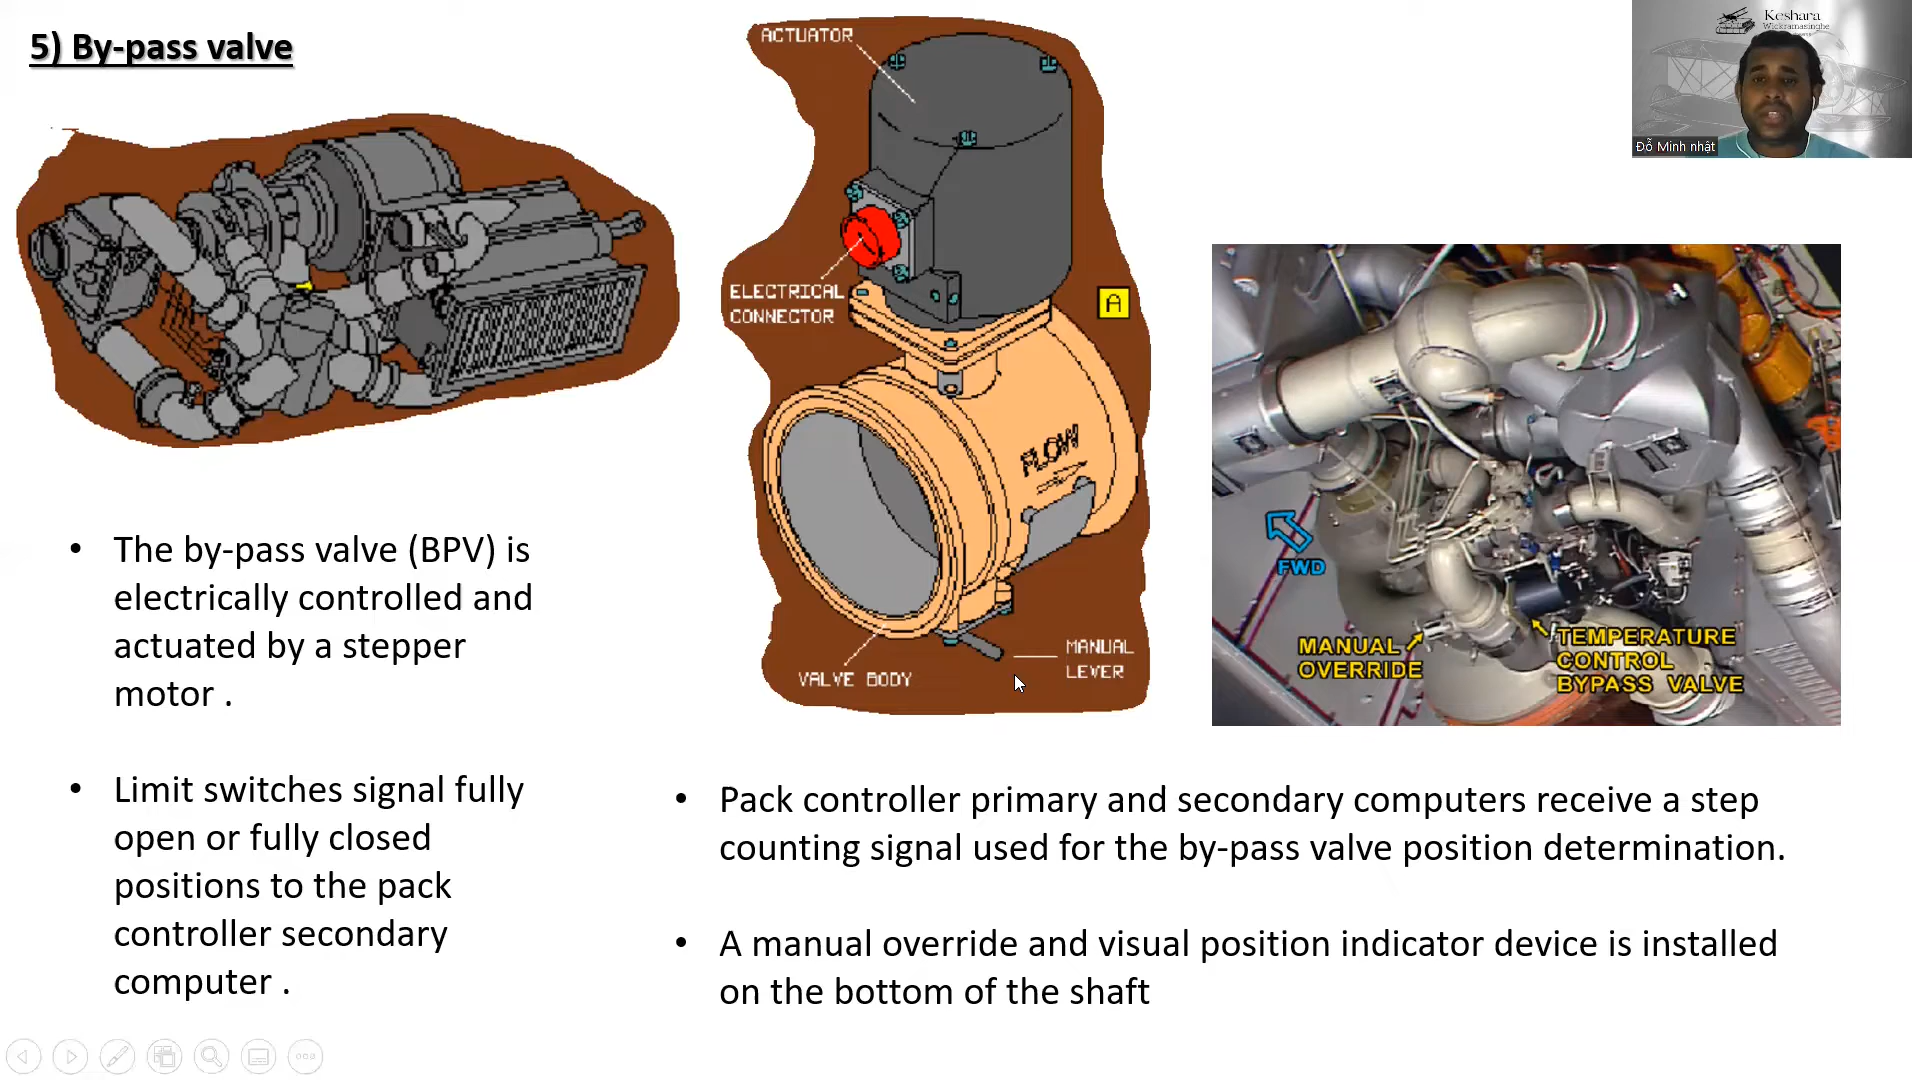 5) By-pass valve
ACTUATOR
ELECTRICAL
CONNECTOR
A
FLOW
VALVE BODY
MANUAL
LEVER
Keshara
Wickramasinghe
Đỗ Minh nhật
FWD
MANUAL
OVERRIDE
TEMPERATURE
CONTROL
BYPASS VALVE
• The by-pass valve (BPV) is
electrically controlled and
actuated by a stepper
motor .
• Limit switches signal fully
open or fully closed
positions to the pack
controller secondary
computer .
• Pack controller primary and secondary computers receive a step
counting signal used for the by-pass valve position determination.
• A manual override and visual position indicator device is installed
on the bottom of the shaft